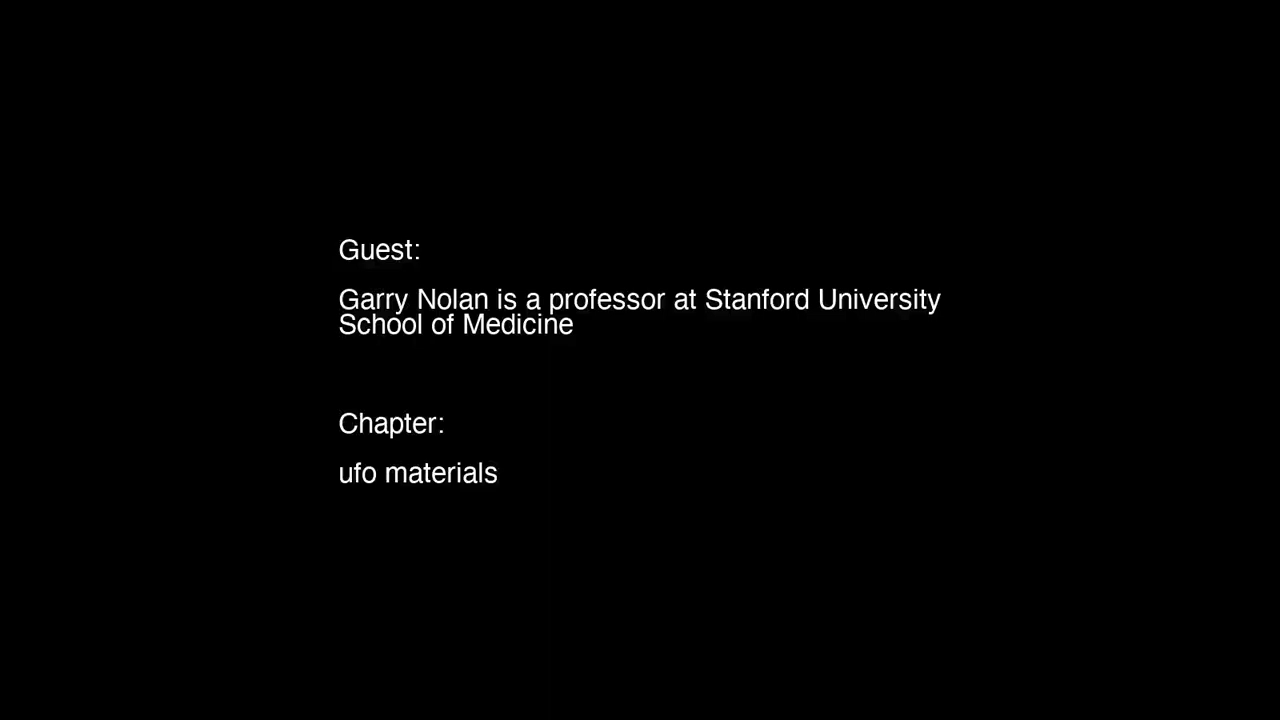 Guest:
Garry Nolan is a professor at Stanford University
School of Medicine
Chapter:
ufo materials